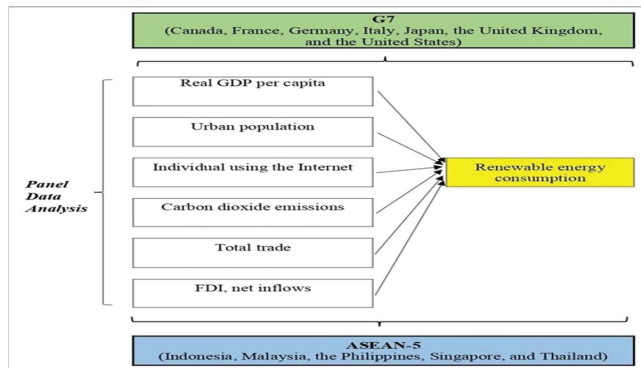 G7
(Canada, France, Germany, Italy, Japan, the United Kingdom,
and the United States)
Real GDP per capita
Urban population
Individual using the Internet
Carbon dioxide emissions
Total trade
FDI, net inflows
Panel
Data
Analysis
Renewable energy
consumption
ASEAN-5
(Indonesia, Malaysia, the Philippines, Singapore, and Thailand)